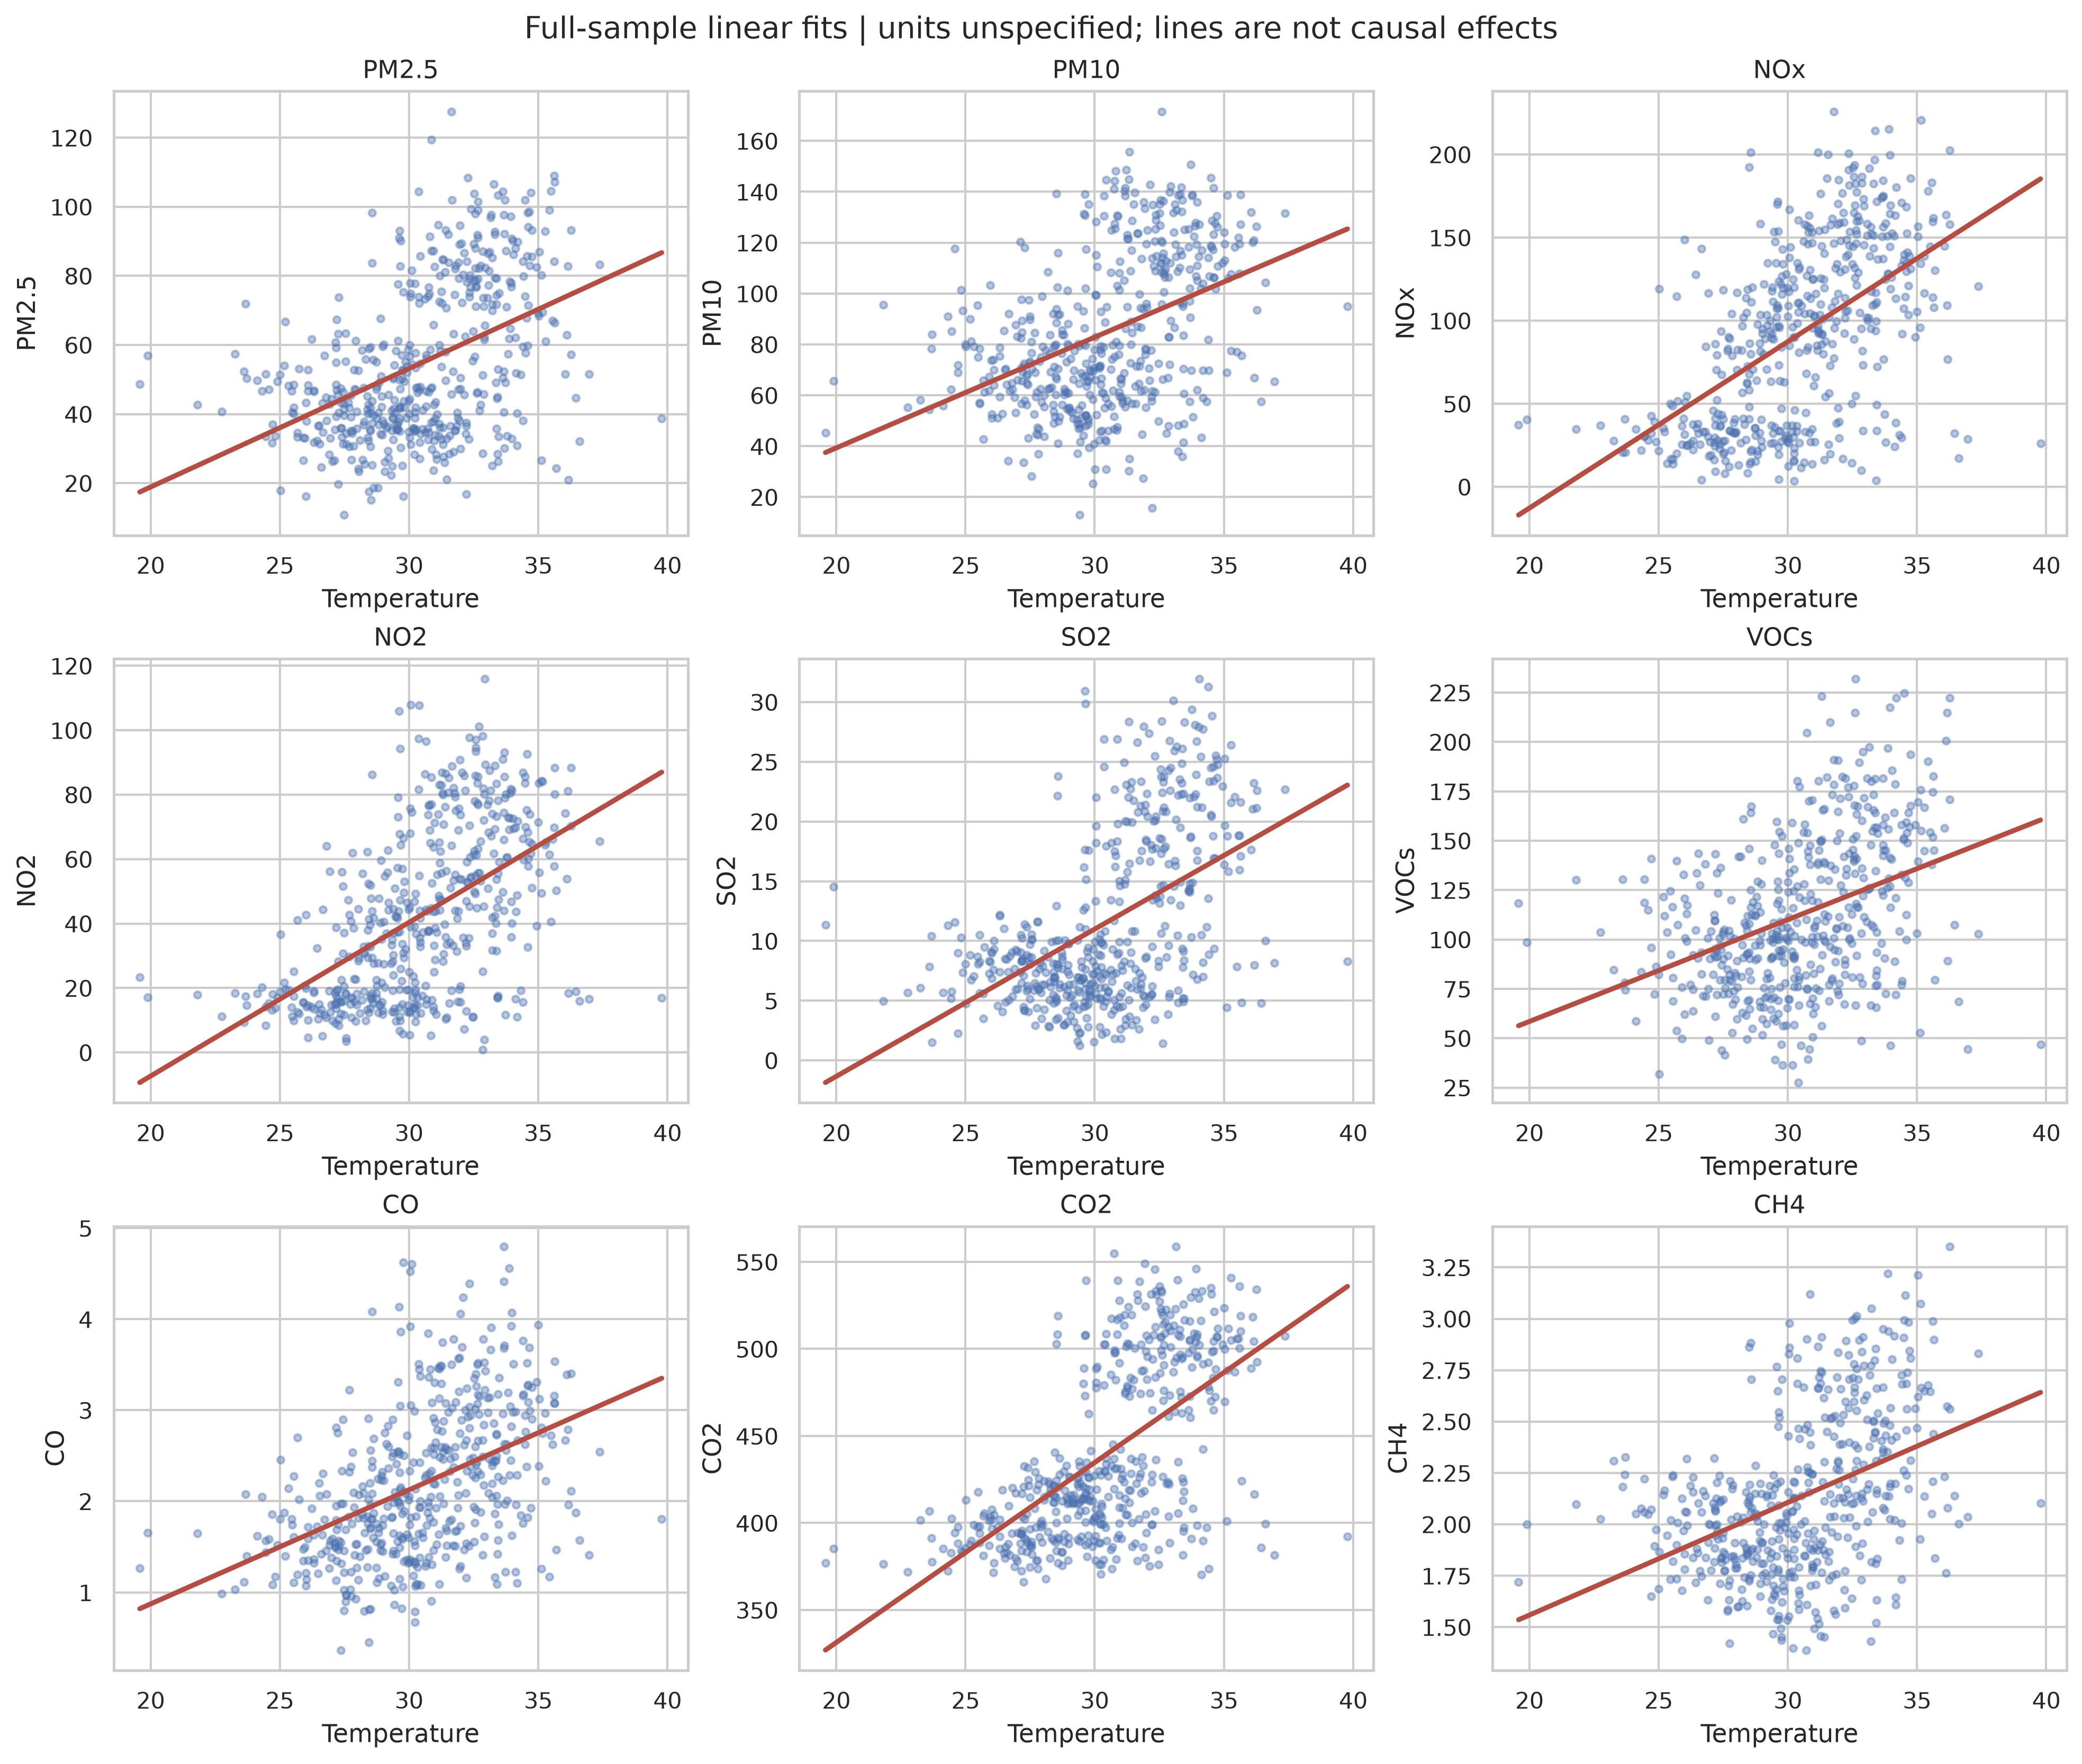 Full-sample linear fits | units unspecified; lines are not causal effects
PM2.5
PM2.5
120
100
80
60
40
20
20 25 30 35 40
Temperature
PM10
PM10
160
140
120
100
80
60
40
20
20 25 30 35 40
Temperature
NOx
NOx
200
150
100
50
0
20 25 30 35 40
Temperature
NO2
NO2
120
100
80
60
40
20
0
20 25 30 35 40
Temperature
SO2
SO2
30
25
20
15
10
5
0
20 25 30 35 40
Temperature
VOCs
VOCs
225
200
175
150
125
100
75
50
25
20 25 30 35 40
Temperature
CO
CO
5
4
3
2
1
20 25 30 35 40
Temperature
CO2
CO2
550
500
450
400
350
20 25 30 35 40
Temperature
CH4
CH4
3.25
3.00
2.75
2.50
2.25
2.00
1.75
1.50
20 25 30 35 40
Temperature